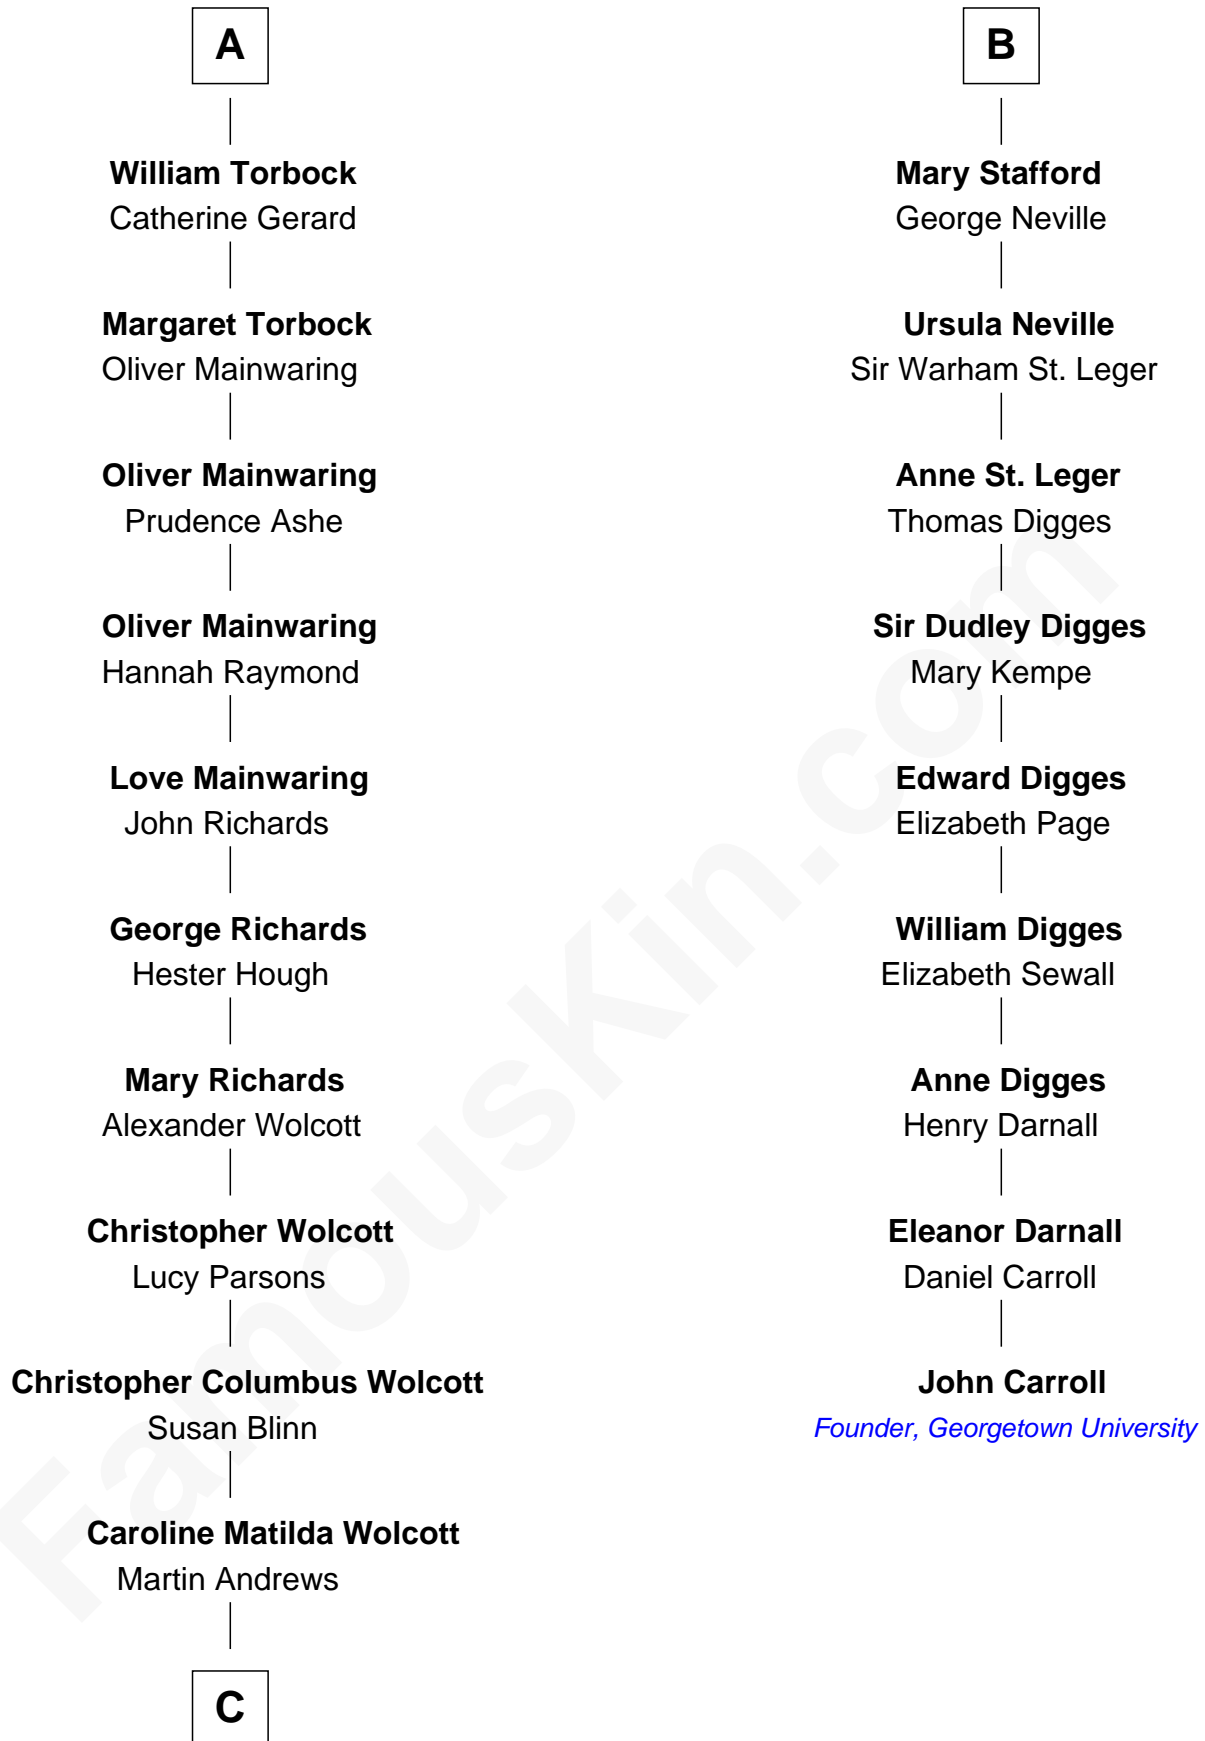 A
William Torbock
Catherine Gerard
Margaret Torbock
Oliver Mainwaring
Oliver Mainwaring
Prudence Ashe
Oliver Mainwaring
Hannah Raymond
Love Mainwaring
John Richards
George Richards
Hester Hough
Mary Richards
Alexander Wolcott
Christopher Wolcott
Lucy Parsons
Christopher Columbus Wolcott
Susan Blinn
Caroline Matilda Wolcott
Martin Andrews
C
B
Mary Stafford
George Neville
Ursula Neville
Sir Warham St. Leger
Anne St. Leger
Thomas Digges
Sir Dudley Digges
Mary Kempe
Edward Digges
Elizabeth Page
William Digges
Elizabeth Sewall
Anne Digges
Henry Darnall
Eleanor Darnall
Daniel Carroll
John Carroll
Founder, Georgetown University
FamousKin.com